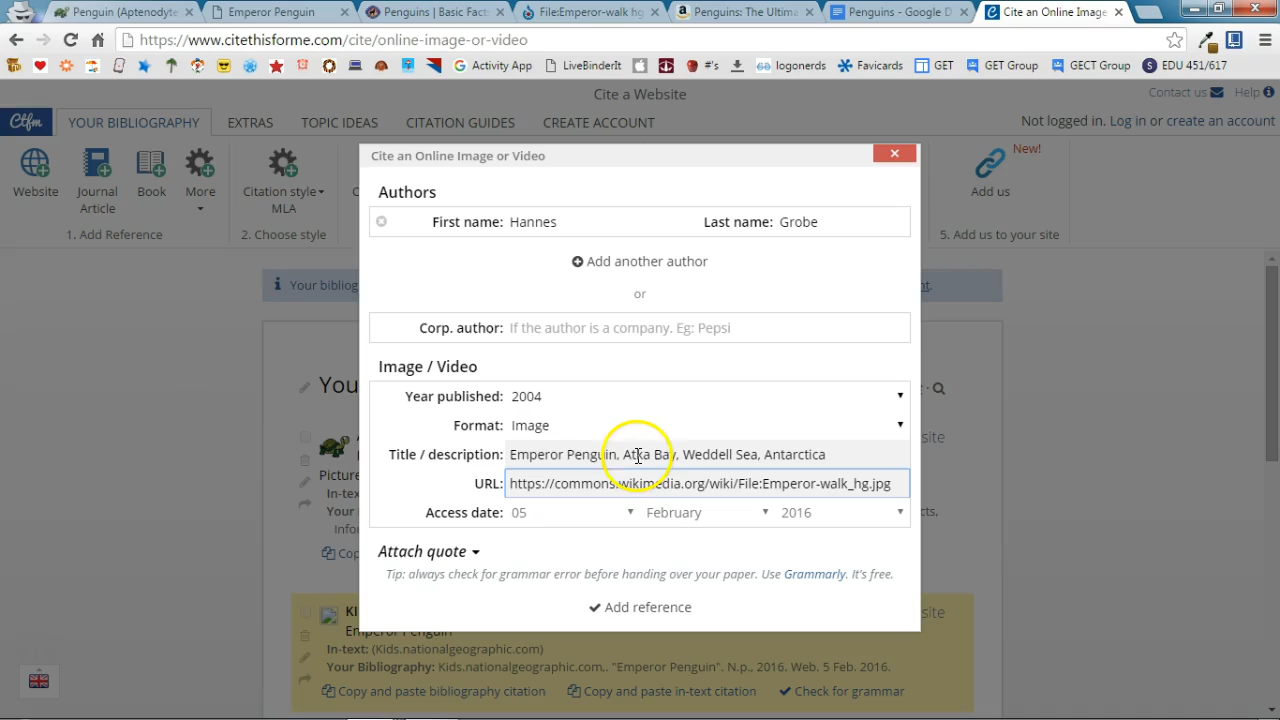 Penguin (Aptenodyte
Emperor Penguin
Penguins | Basic Fact
File:Emperor-walk hg
Penguins: The Ultima
Penguins - Google D
Cite an Online Image
https://www.citethisforme.com/cite/online-image-or-video
Activity App
LiveBinderIt
#'s
logonerds
Favicards
GET
GET Group
GECT Group
EDU 451/617
Cite a Website
Contact us
Help
Ctfm
YOUR BIBLIOGRAPHY
EXTRAS
TOPIC IDEAS
CITATION GUIDES
CREATE ACCOUNT
Not logged in. Log in or create an account
Website
Journal Article
Book
More
Citation style
MLA
New!
Add us
1. Add Reference
2. Choose style
5. Add us to your site
Your bibliog
Cite an Online Image or Video
Authors
First name: Hannes
Last name: Grobe
Add another author
or
Corp. author: If the author is a company. Eg: Pepsi
Image / Video
Year published: 2004
Format: Image
Title / description: Emperor Penguin, Atka Bay, Weddell Sea, Antarctica
URL: https://commons.wikimedia.org/wiki/File:Emperor-walk_hg.jpg
Access date: 05 February 2016
Attach quote
Tip: always check for grammar error before handing over your paper. Use Grammarly. It's free.
Add reference
You
Picture
In-text:
Your
Infor
Cop
Emperor Penguin
In-text: (Kids.nationalgeographic.com)
Your Bibliography: Kids.nationalgeographic.com,. "Emperor Penguin". N.p., 2016. Web. 5 Feb. 2016.
Copy and paste bibliography citation
Copy and paste in-text citation
Check for grammar